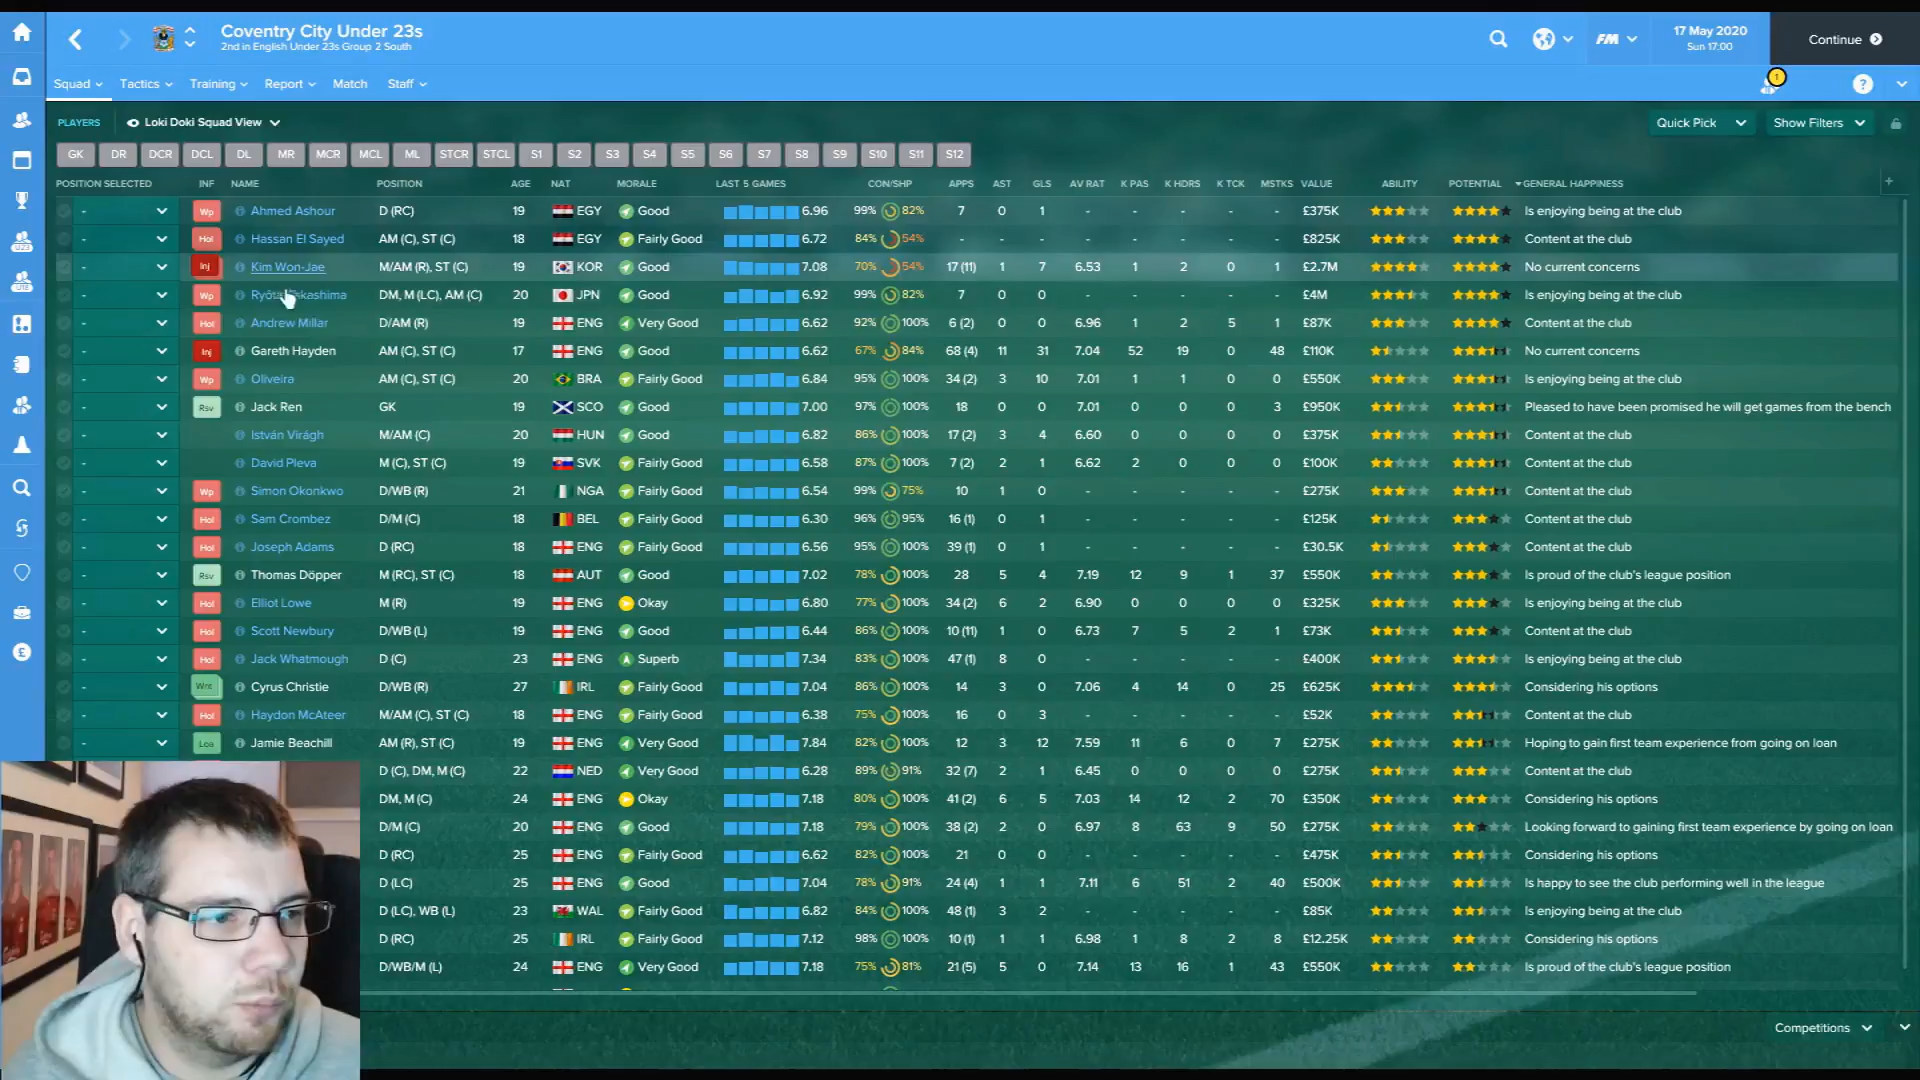 Coventry City Under 23s
2nd in English Under 23s Group 2 South
FM
17 May 2020
Sun 17:00
Continue
Squad Tactics Training Report Match Staff
1
?
PLAYERS Loki Doki Squad View Quick Pick Show Filters
GK DR DCR DCL DL MR MCR MCL ML STCR STCL S1 S2 S3 S4 S5 S6 S7 S8 S9 S10 S11 S12
POSITION SELECTED INF NAME POSITION AGE NAT MORALE LAST 5 GAMES CON/SHP APPS AST GLS AV RAT K PAS K HDRS K TCK MSTKS VALUE ABILITY POTENTIAL GENERAL HAPPINESS +
- Wp Ahmed Ashour D (RC) 19 EGY Good 6.96 99% 82% 7 0 1 - - - - - £375K Is enjoying being at the club
- Hol Hassan El Sayed AM (C), ST (C) 18 EGY Fairly Good 6.72 84% 54% - - - - - - - - £825K Content at the club
- Inj Kim Won-Jae M/AM (R), ST (C) 19 KOR Good 7.08 70% 54% 17 (11) 1 7 6.53 1 2 0 1 £2.7M No current concerns
- Wp DM, M (LC), AM (C) 20 JPN Good 6.92 99% 82% 7 0 0 - - - - - £4M Is enjoying being at the club
- Hol Andrew Millar D/AM (R) 19 ENG Very Good 6.62 92% 100% 6 (2) 0 0 6.96 1 2 5 1 £87K Content at the club
- Inj Gareth Hayden AM (C), ST (C) 17 ENG Good 6.62 67% 84% 68 (4) 11 31 7.04 52 19 0 48 £110K No current concerns
- Wp Oliveira AM (C), ST (C) 20 BRA Fairly Good 6.84 95% 100% 34 (2) 3 10 7.01 1 1 0 0 £550K Is enjoying being at the club
- Rsv Jack Ren GK 19 SCO Good 7.00 97% 100% 18 0 0 7.01 0 0 0 3 £950K Pleased to have been promised he will get games from the bench
- István Virágh M/AM (C) 20 HUN Good 6.82 86% 100% 17 (2) 3 4 6.60 0 0 0 0 £375K Content at the club
- David Pleva M (C), ST (C) 19 SVK Fairly Good 6.58 87% 100% 7 (2) 2 1 6.62 2 0 0 0 £100K Content at the club
- Wp Simon Okonkwo D/WB (R) 21 NGA Fairly Good 6.54 99% 75% 10 1 0 - - - - - £275K Content at the club
- Hol Sam Crombez D/M (C) 18 BEL Fairly Good 6.30 96% 95% 16 (1) 0 1 - - - - - £125K Content at the club
- Hol Joseph Adams D (RC) 18 ENG Fairly Good 6.56 95% 100% 39 (1) 0 1 - - - - - £30.5K Content at the club
- Rsv Thomas Döpper M (RC), ST (C) 18 AUT Good 7.02 78% 100% 28 5 4 7.19 12 9 1 37 £550K Is proud of the club's league position
- Hol Elliot Lowe M (R) 19 ENG Okay 6.80 77% 100% 34 (2) 6 2 6.90 0 0 0 0 £325K Is enjoying being at the club
- Hol Scott Newbury D/WB (L) 19 ENG Good 6.44 86% 100% 10 (11) 1 0 6.73 7 5 2 1 £73K Content at the club
- Hol Jack Whatmough D (C) 23 ENG Superb 7.34 83% 100% 47 (1) 8 0 - - - - - £400K Is enjoying being at the club
- Wnt Cyrus Christie D/WB (R) 27 IRL Fairly Good 7.04 86% 100% 14 3 0 7.06 4 14 0 25 £625K Considering his options
- Hol Haydon McAteer M/AM (C), ST (C) 18 ENG Fairly Good 6.38 75% 100% 16 0 3 - - - - - £52K Content at the club
- Loa Jamie Beachill AM (R), ST (C) 19 ENG Very Good 7.84 82% 100% 12 3 12 7.59 11 6 0 7 £275K Hoping to gain first team experience from going on loan
D (C), DM, M (C) 22 NED Very Good 6.28 89% 91% 32 (7) 2 1 6.45 0 0 0 0 £275K Content at the club
DM, M (C) 24 ENG Okay 7.18 80% 100% 41 (2) 6 5 7.03 14 12 2 70 £350K Considering his options
D/M (C) 20 ENG Good 7.18 79% 100% 38 (2) 2 0 6.97 8 63 9 50 £275K Looking forward to gaining first team experience by going on loan
D (RC) 25 ENG Fairly Good 6.62 82% 100% 21 0 0 - - - - - £475K Considering his options
D (LC) 25 ENG Good 7.04 78% 91% 24 (4) 1 1 7.11 6 51 2 40 £500K Is happy to see the club performing well in the league
D (LC), WB (L) 23 WAL Fairly Good 6.82 84% 100% 48 (1) 3 2 - - - - - £85K Is enjoying being at the club
D (RC) 25 IRL Fairly Good 7.12 98% 100% 10 (1) 1 1 6.98 1 8 2 8 £12.25K Considering his options
D/WB/M (L) 24 ENG Very Good 7.18 75% 81% 21 (5) 5 0 7.14 13 16 1 43 £550K Is proud of the club's league position
Competitions